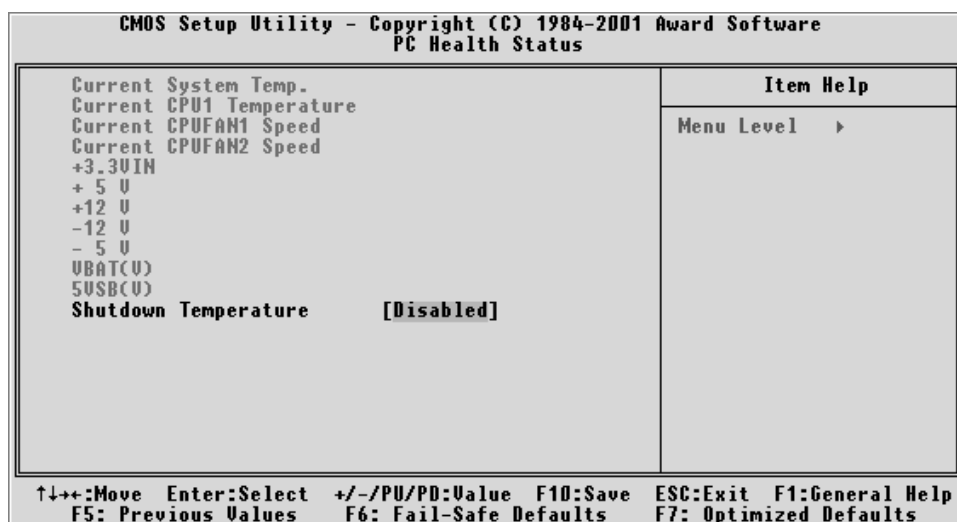 CMOS Setup Utility - Copyright (C) 1984-2001 Award Software
PC Health Status
Current System Temp.
Current CPU1 Temperature
Current CPUFAN1 Speed
Current CPUFAN2 Speed
+3.3VIN
+ 5 V
+12 V
-12 V
- 5 V
VBAT(V)
5VSB(V)
Shutdown Temperature [Disabled]
Item Help
Menu Level ▸
↑↓→←:Move Enter:Select +/-/PU/PD:Value F10:Save ESC:Exit F1:General Help
F5: Previous Values F6: Fail-Safe Defaults F7: Optimized Defaults